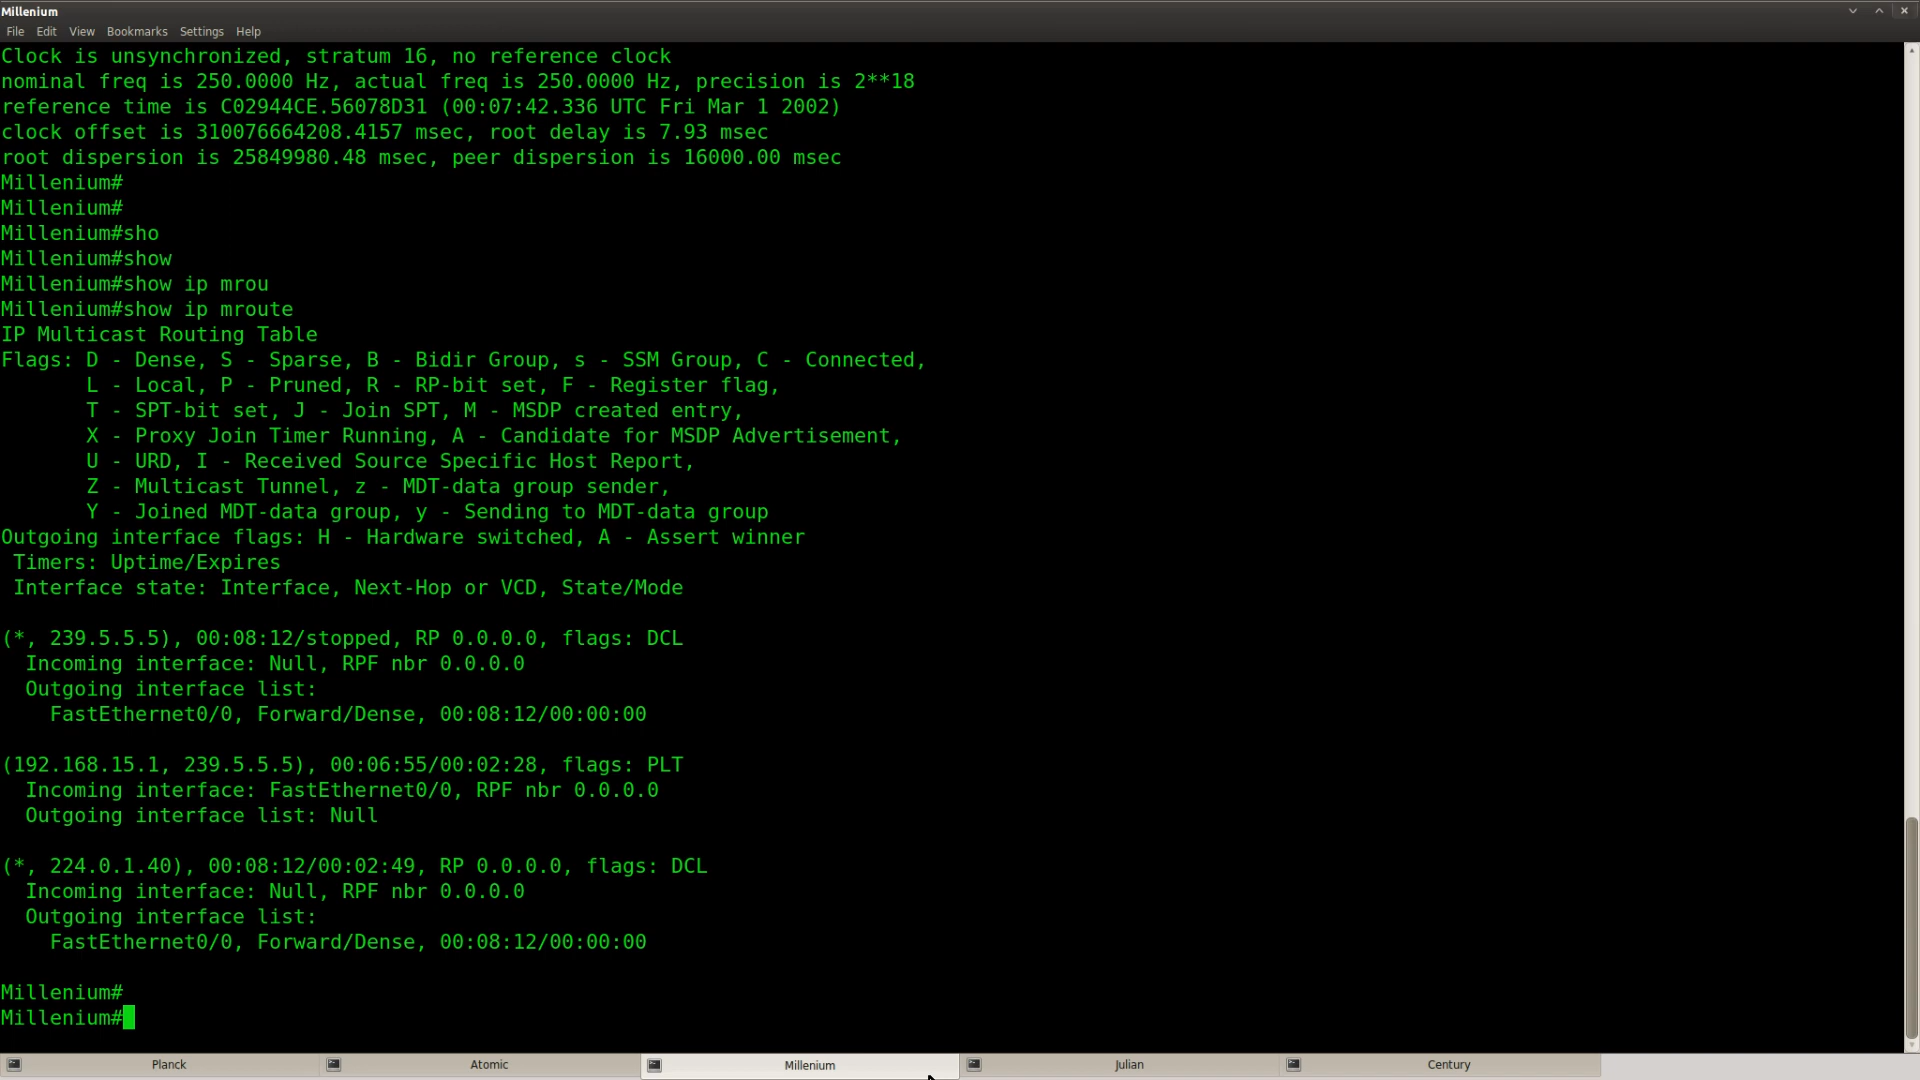 Millenium
File Edit View Bookmarks Settings Help
Clock is unsynchronized, stratum 16, no reference clock
nominal freq is 250.0000 Hz, actual freq is 250.0000 Hz, precision is 2**18
reference time is C02944CE.56078D31 (00:07:42.336 UTC Fri Mar 1 2002)
clock offset is 310076664208.4157 msec, root delay is 7.93 msec
root dispersion is 25849980.48 msec, peer dispersion is 16000.00 msec
Millenium#
Millenium#
Millenium#sho
Millenium#show
Millenium#show ip mrou
Millenium#show ip mroute
IP Multicast Routing Table
Flags: D - Dense, S - Sparse, B - Bidir Group, s - SSM Group, C - Connected,
       L - Local, P - Pruned, R - RP-bit set, F - Register flag,
       T - SPT-bit set, J - Join SPT, M - MSDP created entry,
       X - Proxy Join Timer Running, A - Candidate for MSDP Advertisement,
       U - URD, I - Received Source Specific Host Report,
       Z - Multicast Tunnel, z - MDT-data group sender,
       Y - Joined MDT-data group, y - Sending to MDT-data group
Outgoing interface flags: H - Hardware switched, A - Assert winner
 Timers: Uptime/Expires
 Interface state: Interface, Next-Hop or VCD, State/Mode
(*, 239.5.5.5), 00:08:12/stopped, RP 0.0.0.0, flags: DCL
  Incoming interface: Null, RPF nbr 0.0.0.0
  Outgoing interface list:
    FastEthernet0/0, Forward/Dense, 00:08:12/00:00:00
(192.168.15.1, 239.5.5.5), 00:06:55/00:02:28, flags: PLT
  Incoming interface: FastEthernet0/0, RPF nbr 0.0.0.0
  Outgoing interface list: Null
(*, 224.0.1.40), 00:08:12/00:02:49, RP 0.0.0.0, flags: DCL
  Incoming interface: Null, RPF nbr 0.0.0.0
  Outgoing interface list:
    FastEthernet0/0, Forward/Dense, 00:08:12/00:00:00
Millenium#
Millenium#
Planck Atomic Millenium Julian Century